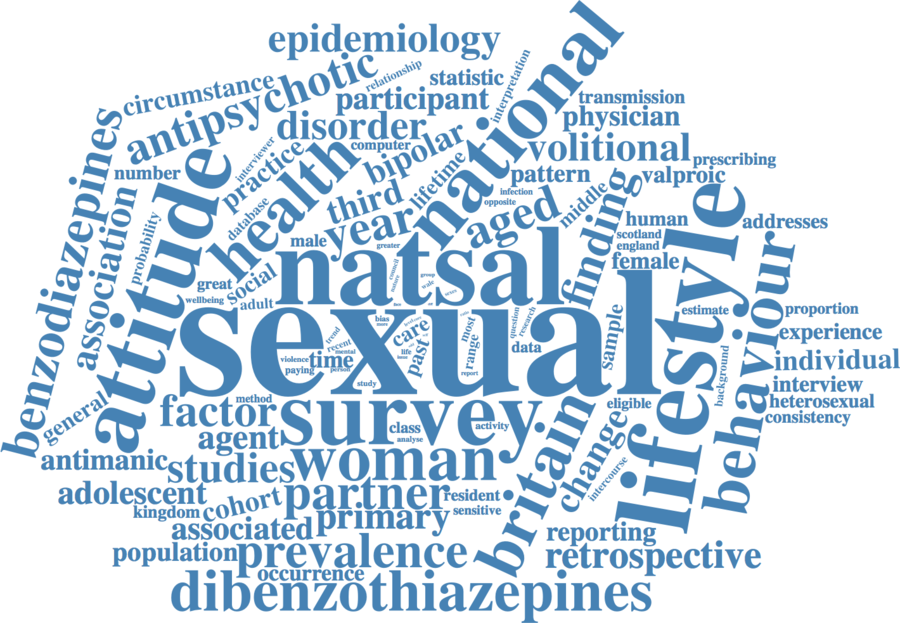 epidemiology
national
relationship
interpretation
circumstance
antipsychotic
statistic
participant
transmission
physician
disorder
computer
bipolar
volitional
prescribing
benzodiazepines
number
interviewer
practice
lifetime
pattern
valproic
attitude
health
third
infection
opposite
middle
association
probability
database
year
aged
finding
human
addresses
male
greater
scotland
england
female
lifestyle
great
social
natsal
council
nature
group
wale
sexes
wellbeing
adult
sexual
bias
care
past
most
range
question
research
sample
estimate
proportion
behaviour
trend
recent
mental
violence
time
paying
person
life
report
data
experience
study
background
individual
interview
general
method
factor
survey
class
activity
analyse
britain
eligible
heterosexual
change
consistency
agent
antimanic
studies
woman
intercourse
adolescent
cohort
partner
resident
kingdom
sensitive
associated
primary
reporting
population
prevalence
retrospective
occurrence
dibenzothiazepines